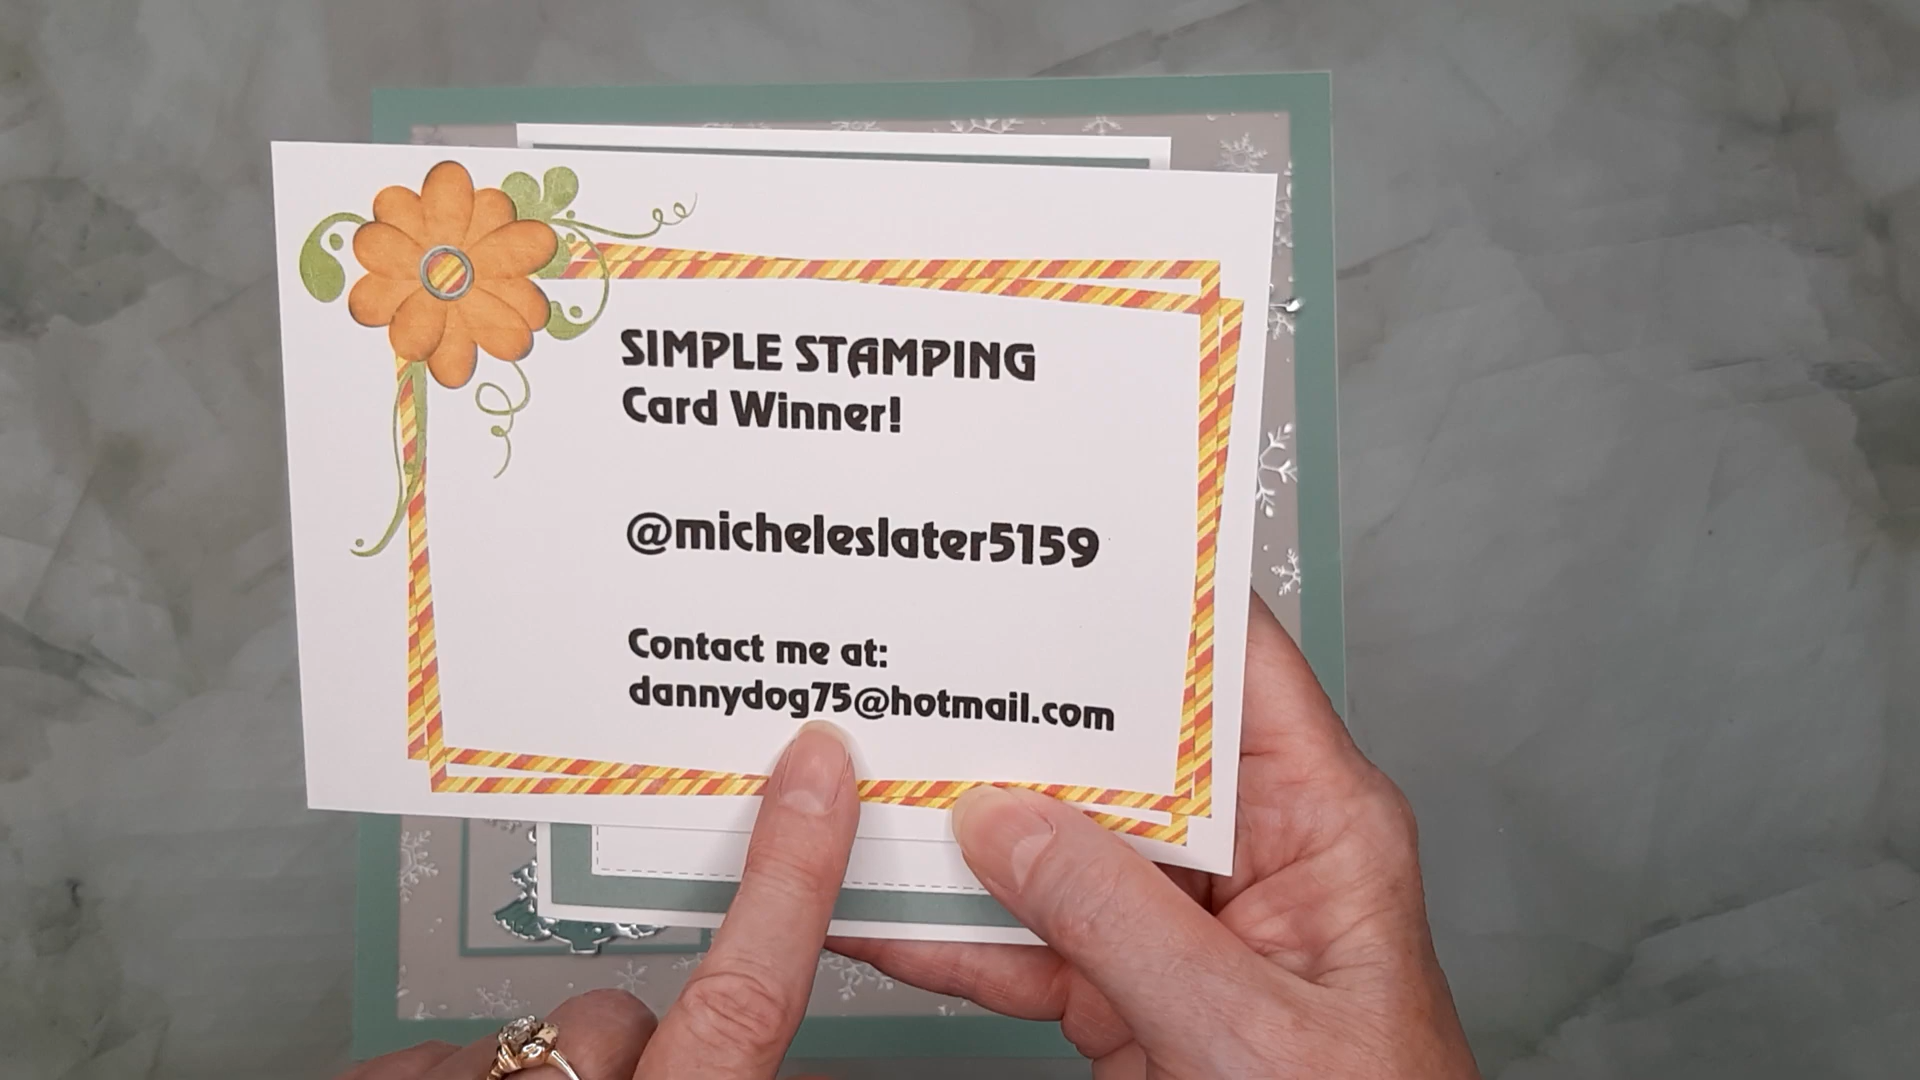 SIMPLE STAMPING
Card Winner!
@micheleslater5159
Contact me at:
dannydog75@hotmail.com